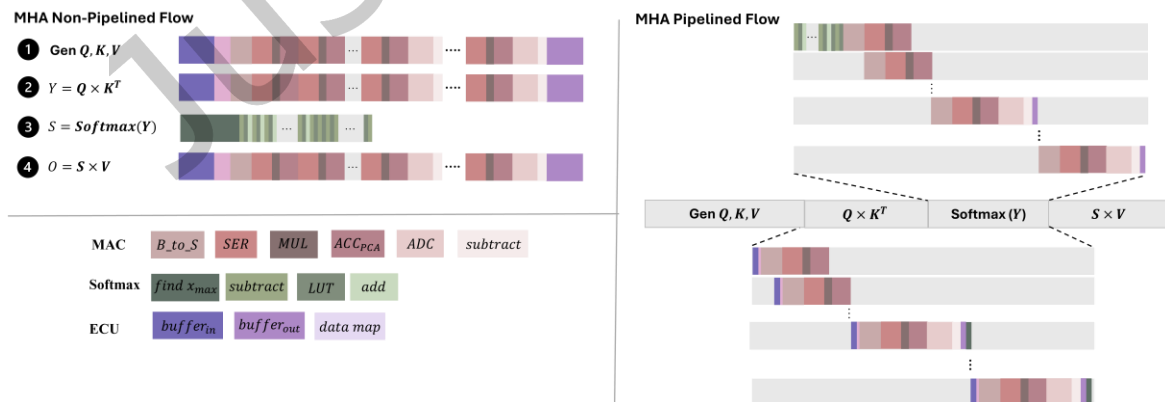 MHA Non-Pipelined Flow
1 Gen Q, K, V
... ....
2 Y = Q × K^T
... ....
3 S = Softmax(Y)
... ...
4 O = S × V
... ....
MAC B_to_S SER MUL ACC_PCA ADC subtract
Softmax find x_max subtract LUT add
ECU buffer_in buffer_out data map
MHA Pipelined Flow
...
Gen Q, K, V Q × K^T Softmax (Y) S × V